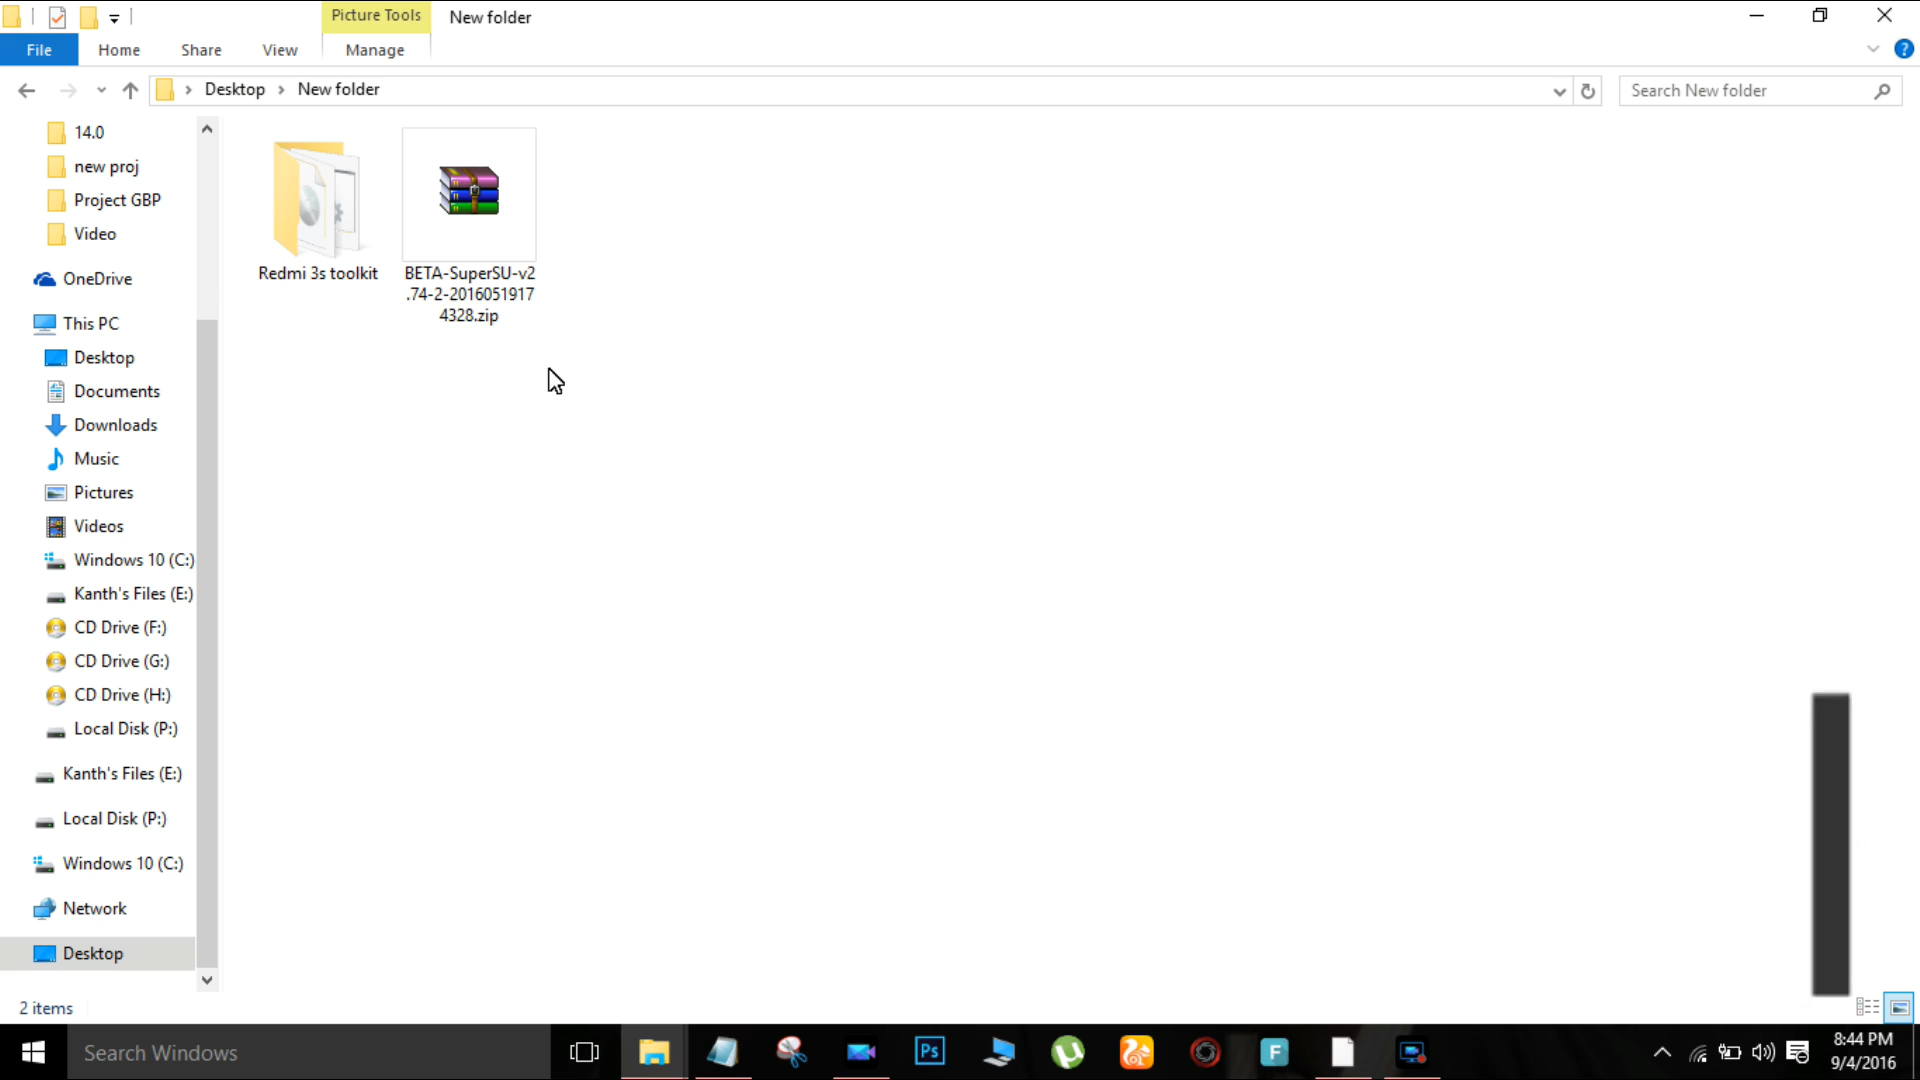 Picture Tools
New folder
File
Home
Share
View
Manage
Desktop
New folder
Search New folder
14.0
new proj
Project GBP
Video
OneDrive
This PC
Desktop
Documents
Downloads
Music
Pictures
Videos
Windows 10 (C:)
Kanth's Files (E:)
CD Drive (F:)
CD Drive (G:)
CD Drive (H:)
Local Disk (P:)
Kanth's Files (E:)
Local Disk (P:)
Windows 10 (C:)
Network
Desktop
Redmi 3s toolkit
BETA-SuperSU-v2
.74-2-2016051917
4328.zip
2 items
Search Windows
Ps
F
8:44 PM
9/4/2016